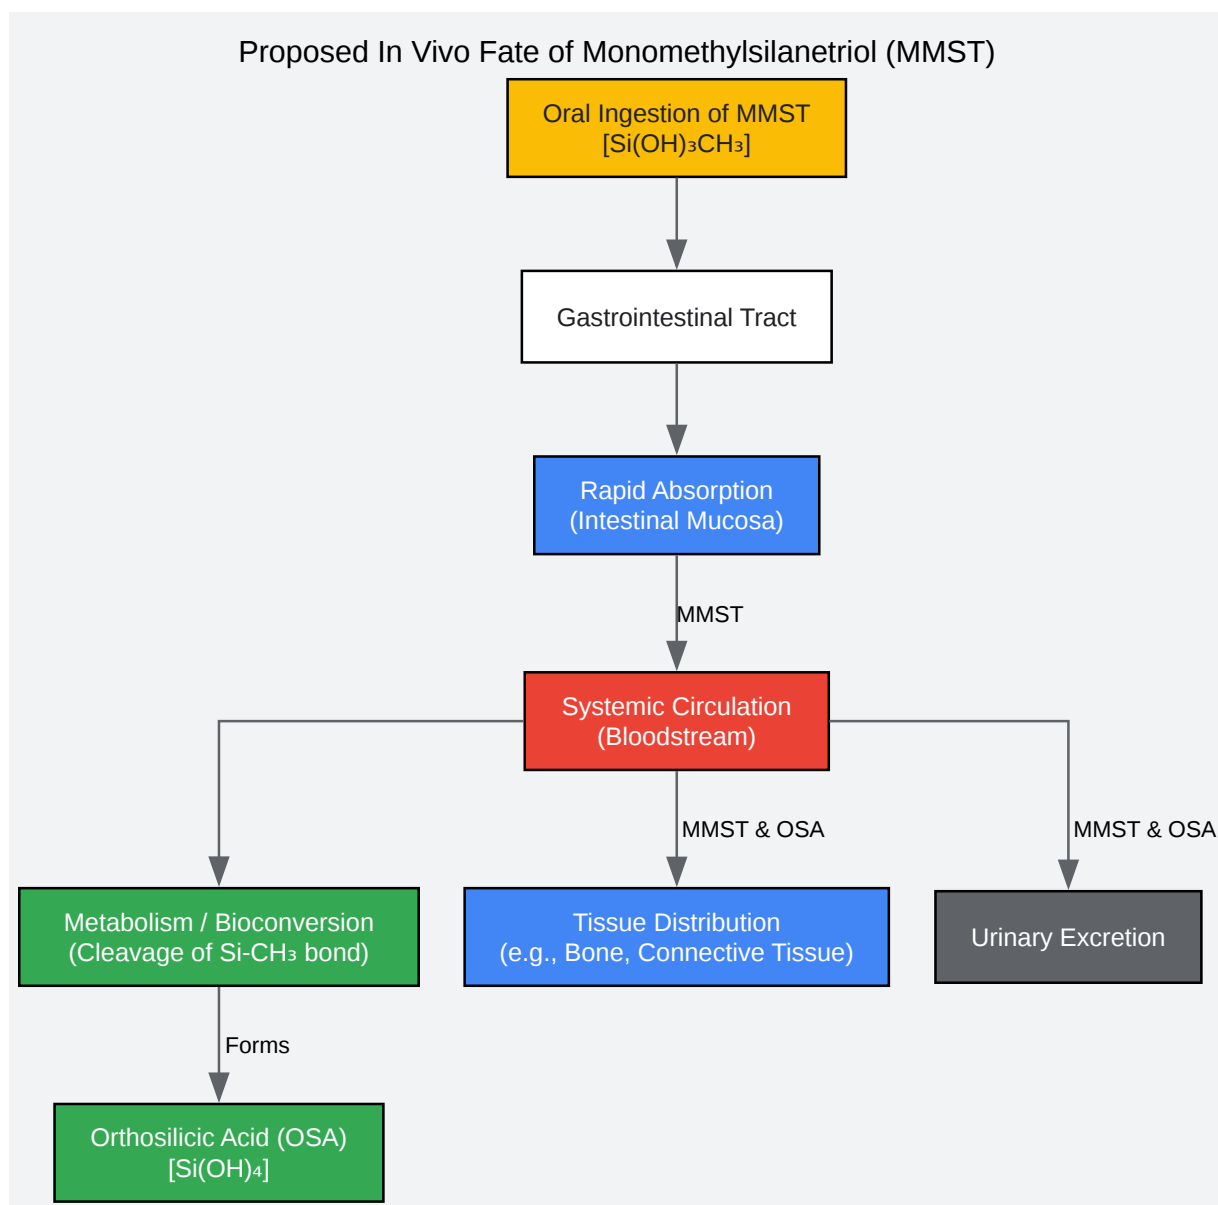 Proposed In Vivo Fate of Monomethylsilanetriol (MMST)
Oral Ingestion of MMST
[Si(OH)₃CH₃]
Gastrointestinal Tract
Rapid Absorption
(Intestinal Mucosa)
MMST
Systemic Circulation
(Bloodstream)
MMST & OSA
MMST & OSA
Metabolism / Bioconversion
(Cleavage of Si-CH₃ bond)
Tissue Distribution
(e.g., Bone, Connective Tissue)
Urinary Excretion
Forms
Orthosilicic Acid (OSA)
[Si(OH)₄]